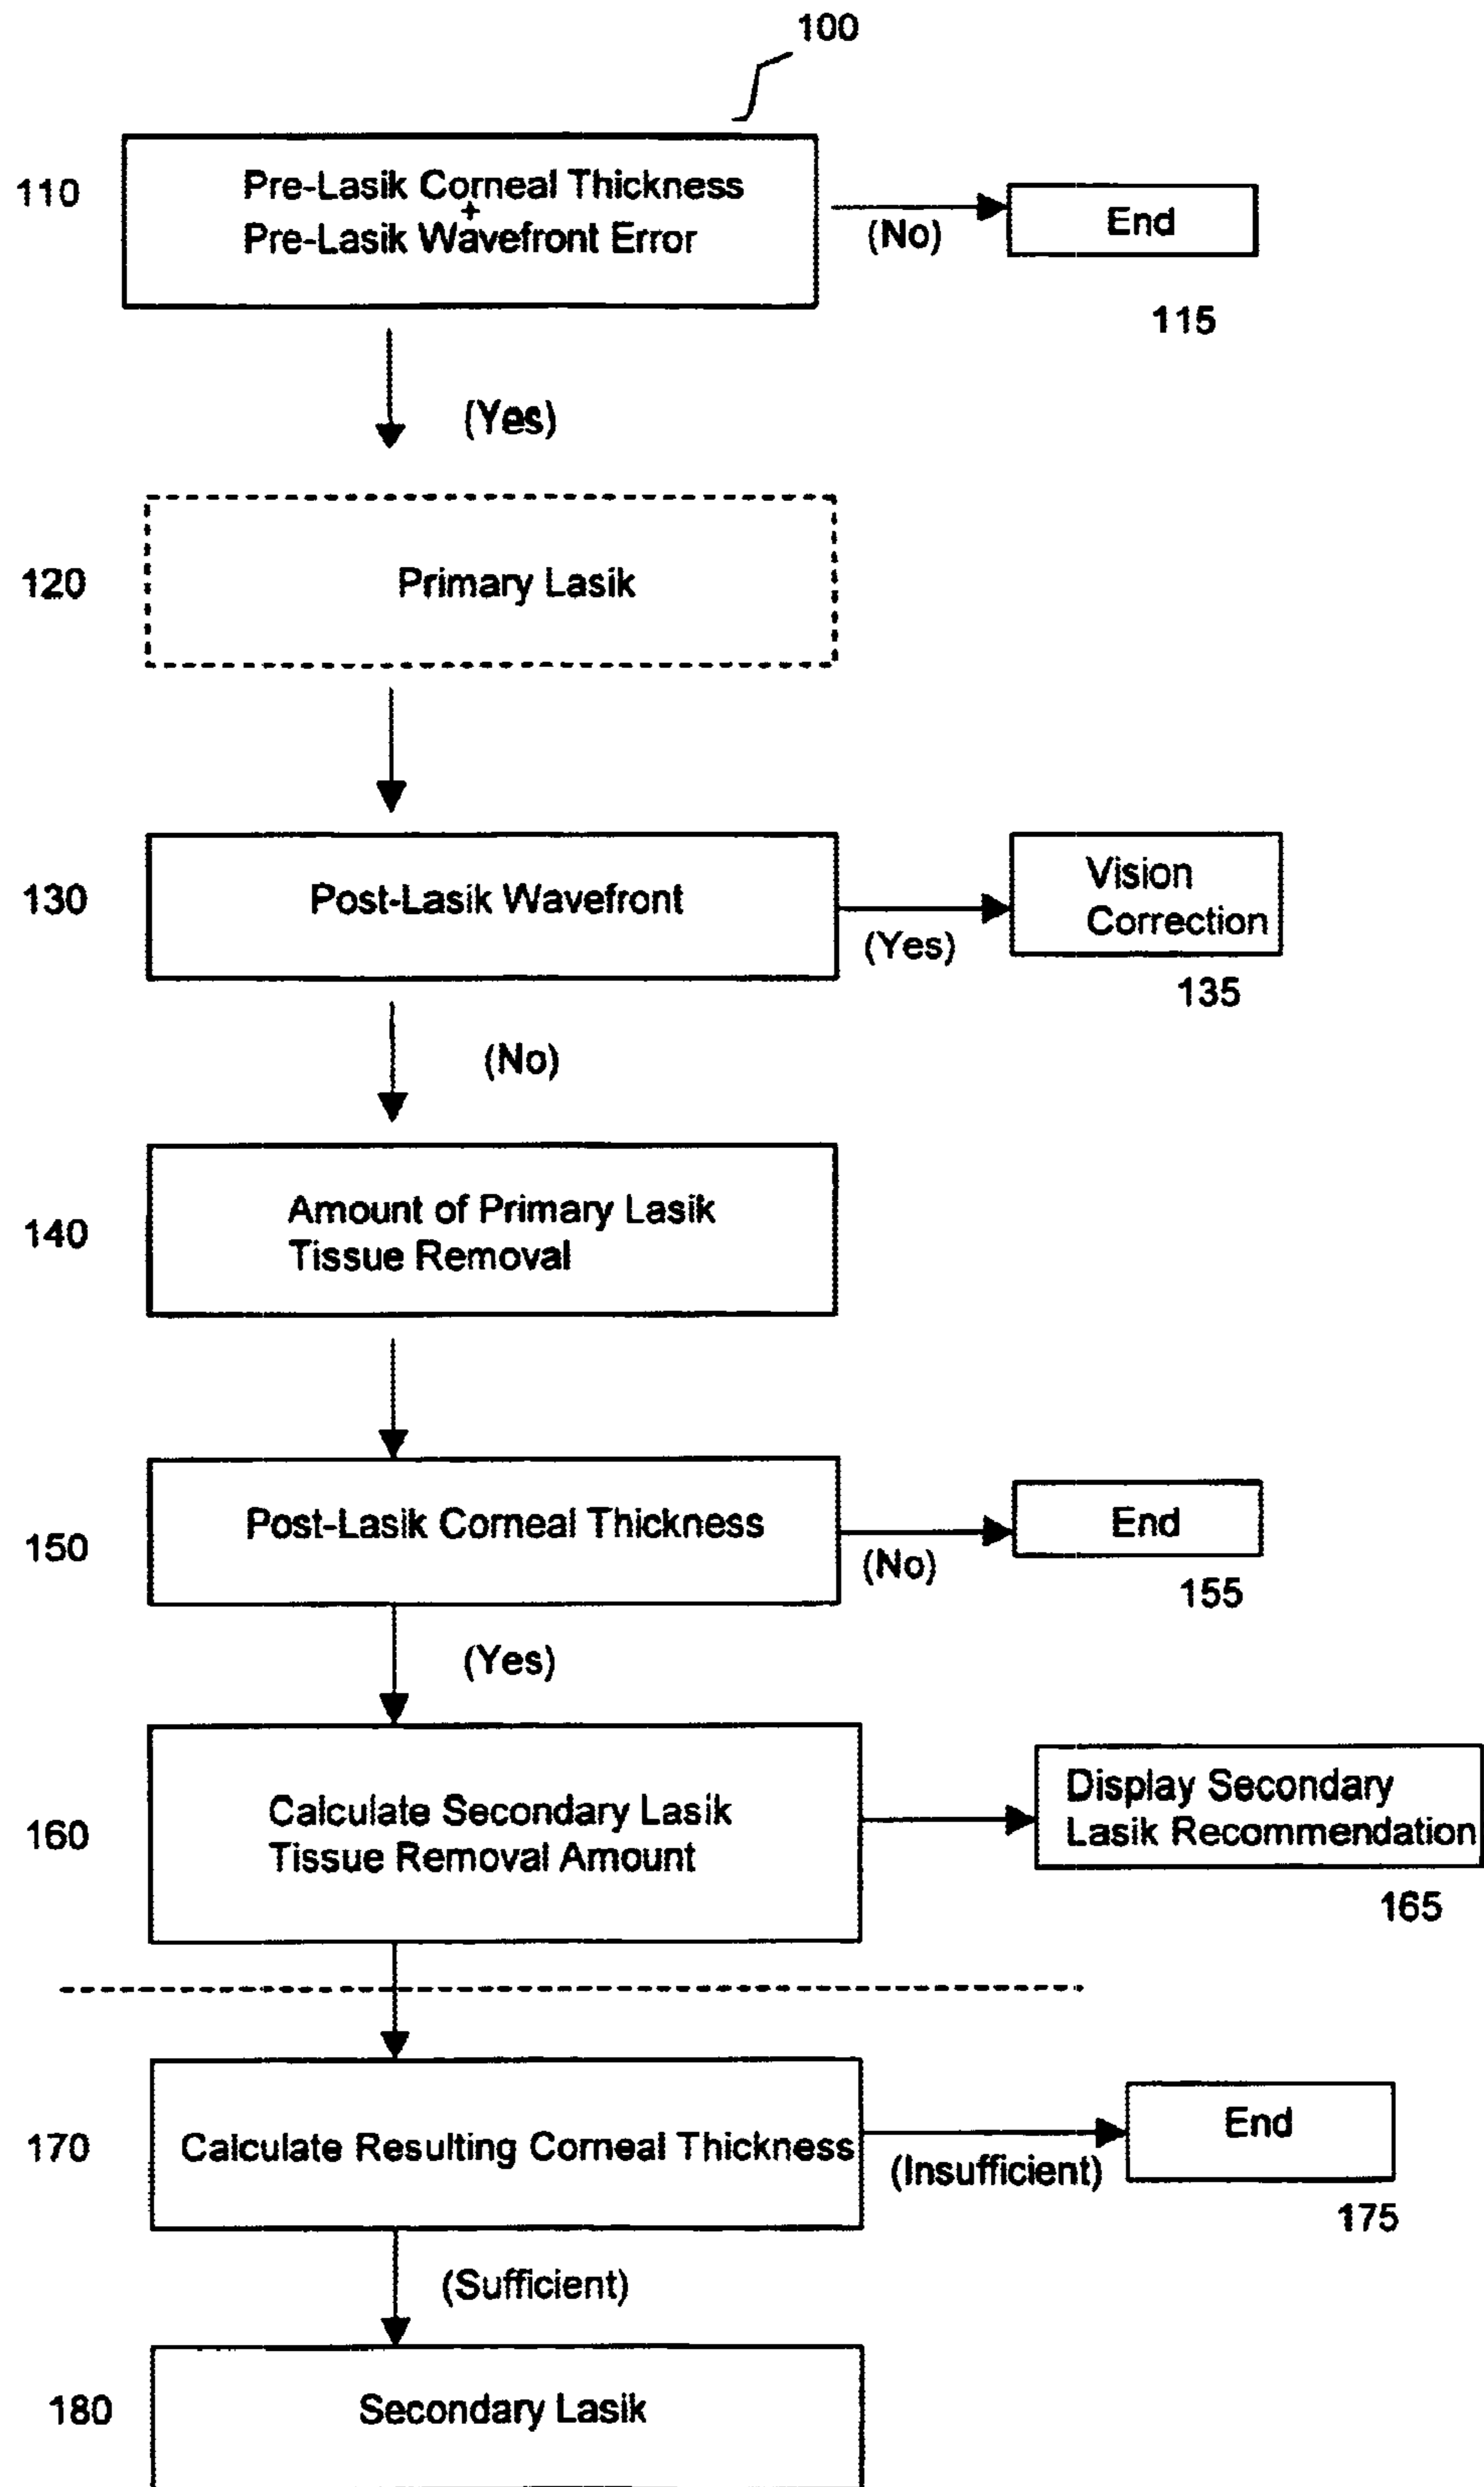 100
110
Pre-Lasik Corneal Thickness
+
Pre-Lasik Wavefront Error
(No)
End
115
(Yes)
120
Primary Lasik
130
Post-Lasik Wavefront
(Yes)
Vision
Correction
135
(No)
140
Amount of Primary Lasik
Tissue Removal
150
Post-Lasik Corneal Thickness
(No)
End
155
(Yes)
160
Calculate Secondary Lasik
Tissue Removal Amount
Display Secondary
Lasik Recommendation
165
170
Calculate Resulting Corneal Thickness
(Insufficient)
End
175
(Sufficient)
180
Secondary Lasik